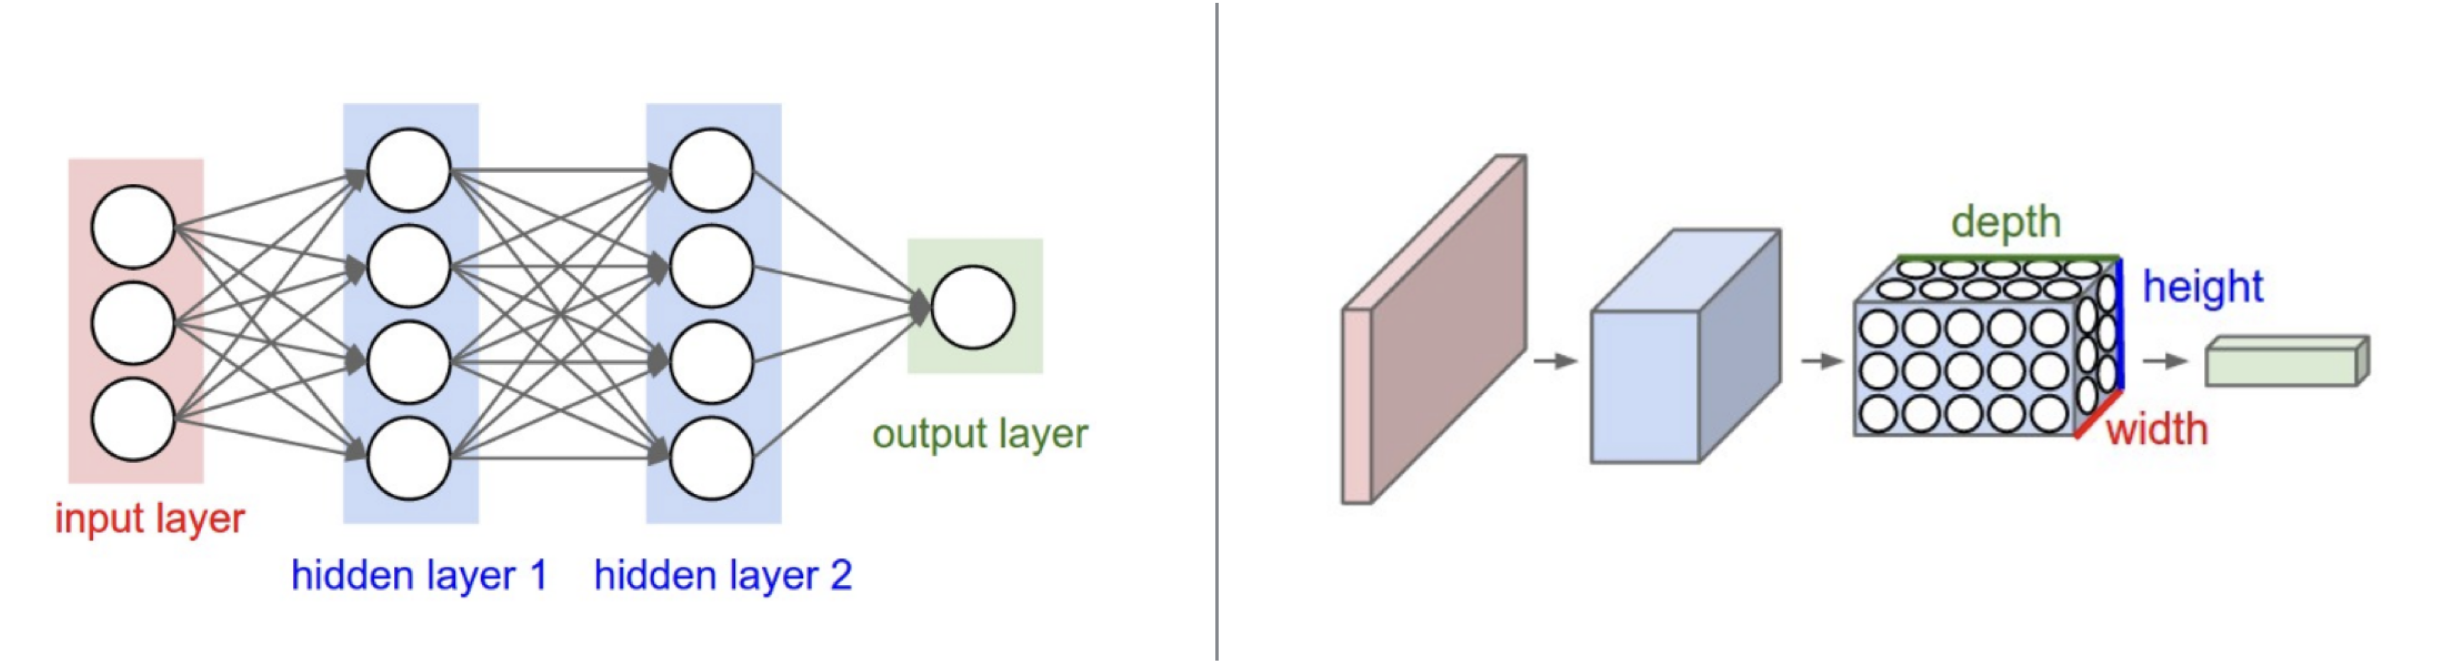 input layer
hidden layer 1
hidden layer 2
output layer
depth
height
width